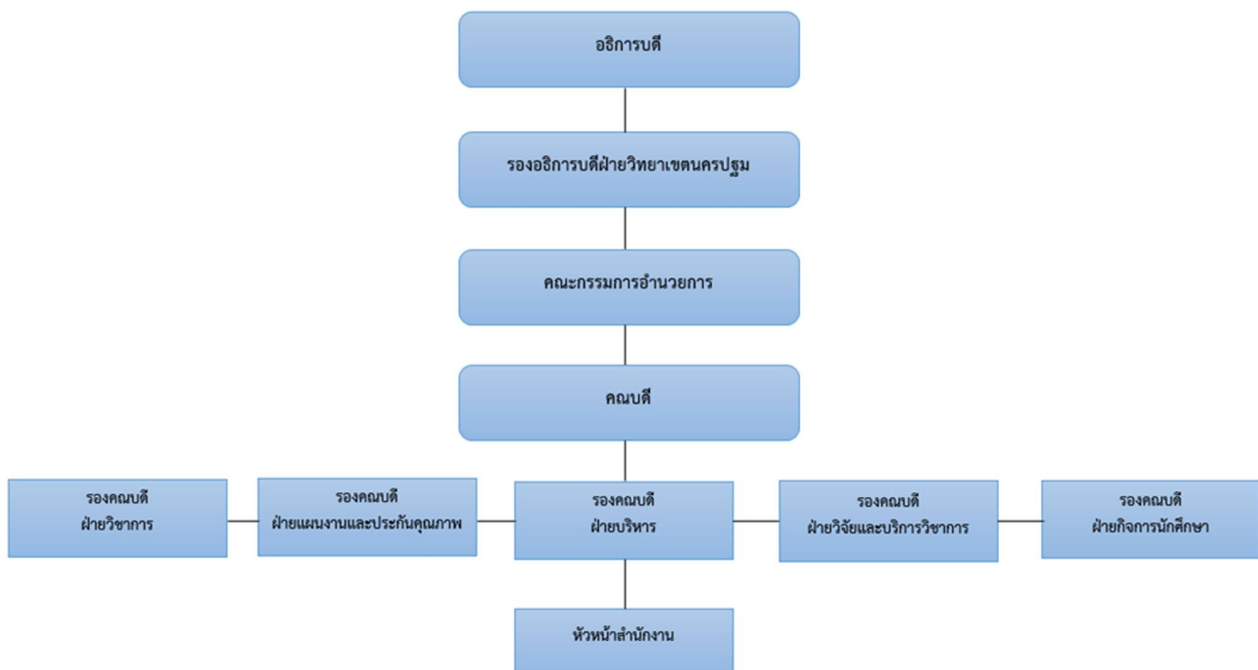 อธิการบดี
รองอธิการบดีฝ่ายวิทยาเขตนครปฐม
คณะกรรมการอำนวยการ
คณบดี
รองคณบดี
ฝ่ายวิชาการ
รองคณบดี
ฝ่ายแผนงานและประกันคุณภาพ
รองคณบดี
ฝ่ายบริหาร
รองคณบดี
ฝ่ายวิจัยและบริการวิชาการ
รองคณบดี
ฝ่ายกิจการนักศึกษา
หัวหน้าสำนักงาน